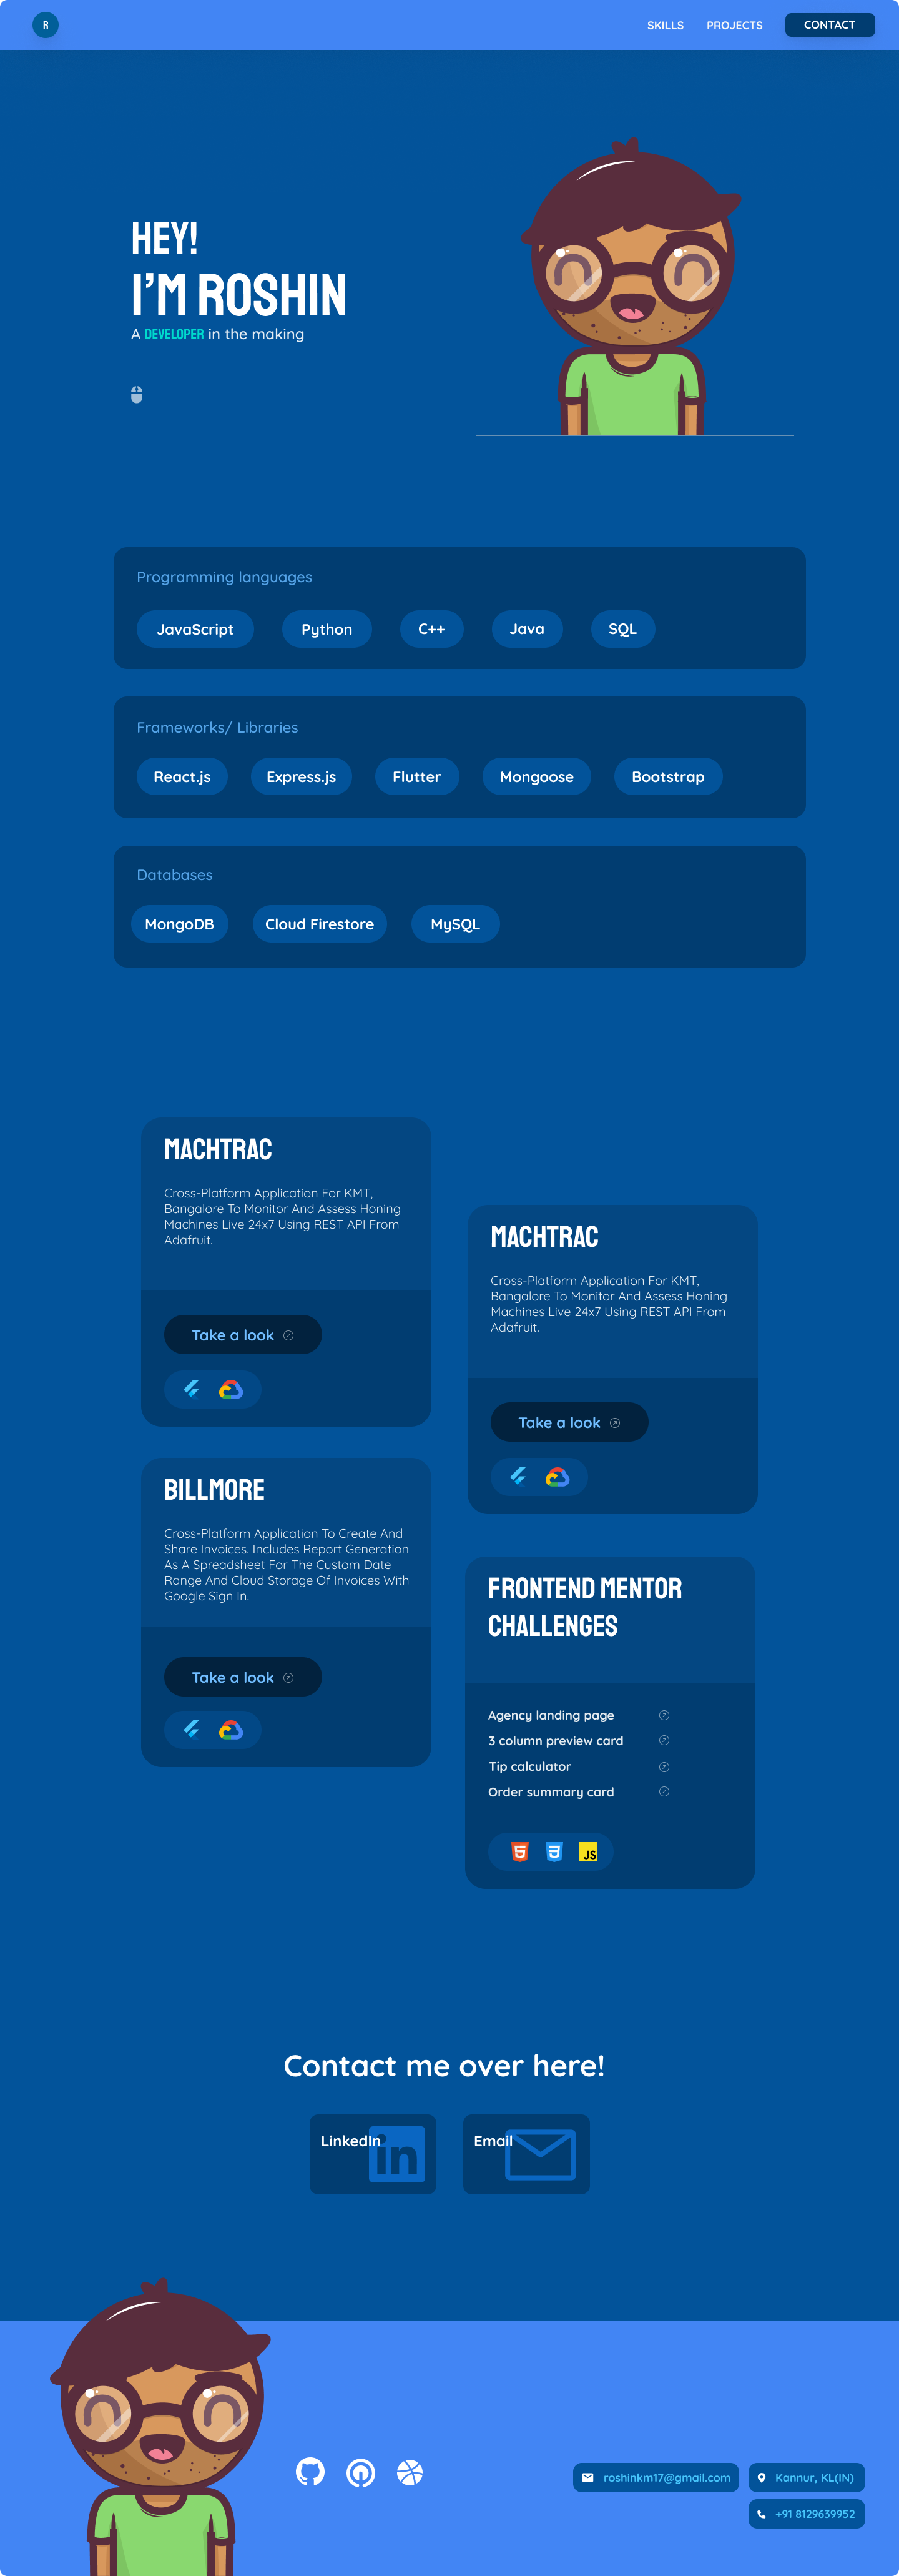 R
SKILLS
PROJECTS
CONTACT
HEY!
I'M ROSHIN
A DEVELOPER in the making
Programming languages
JavaScript
Python
C++
Java
SQL
Frameworks/ Libraries
React.js
Express.js
Flutter
Mongoose
Bootstrap
Databases
MongoDB
Cloud Firestore
MySQL
MACHTRAC
Cross-Platform Application For KMT,
Bangalore To Monitor And Assess Honing
Machines Live 24x7 Using REST API From
Adafruit.
Take a look
MACHTRAC
Cross-Platform Application For KMT,
Bangalore To Monitor And Assess Honing
Machines Live 24x7 Using REST API From
Adafruit.
Take a look
BILLMORE
Cross-Platform Application To Create And
Share Invoices. Includes Report Generation
As A Spreadsheet For The Custom Date
Range And Cloud Storage Of Invoices With
Google Sign In.
Take a look
FRONTEND MENTOR
CHALLENGES
Agency landing page
3 column preview card
Tip calculator
Order summary card
5
3
JS
Contact me over here!
LinkedIn
in
Email
roshinkm17@gmail.com
Kannur, KL(IN)
+91 8129639952